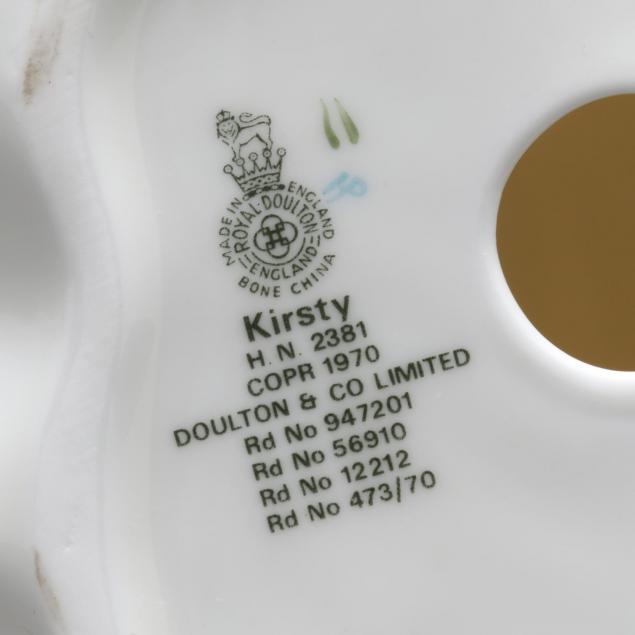 MADE IN ENGLAND
ROYAL·DOULTON
ENGLAND
BONE CHINA
Kirsty
H. N. 2381
COPR 1970
DOULTON & CO LIMITED
Rd No 947201
Rd No 56910
Rd No 12212
Rd No 473/70